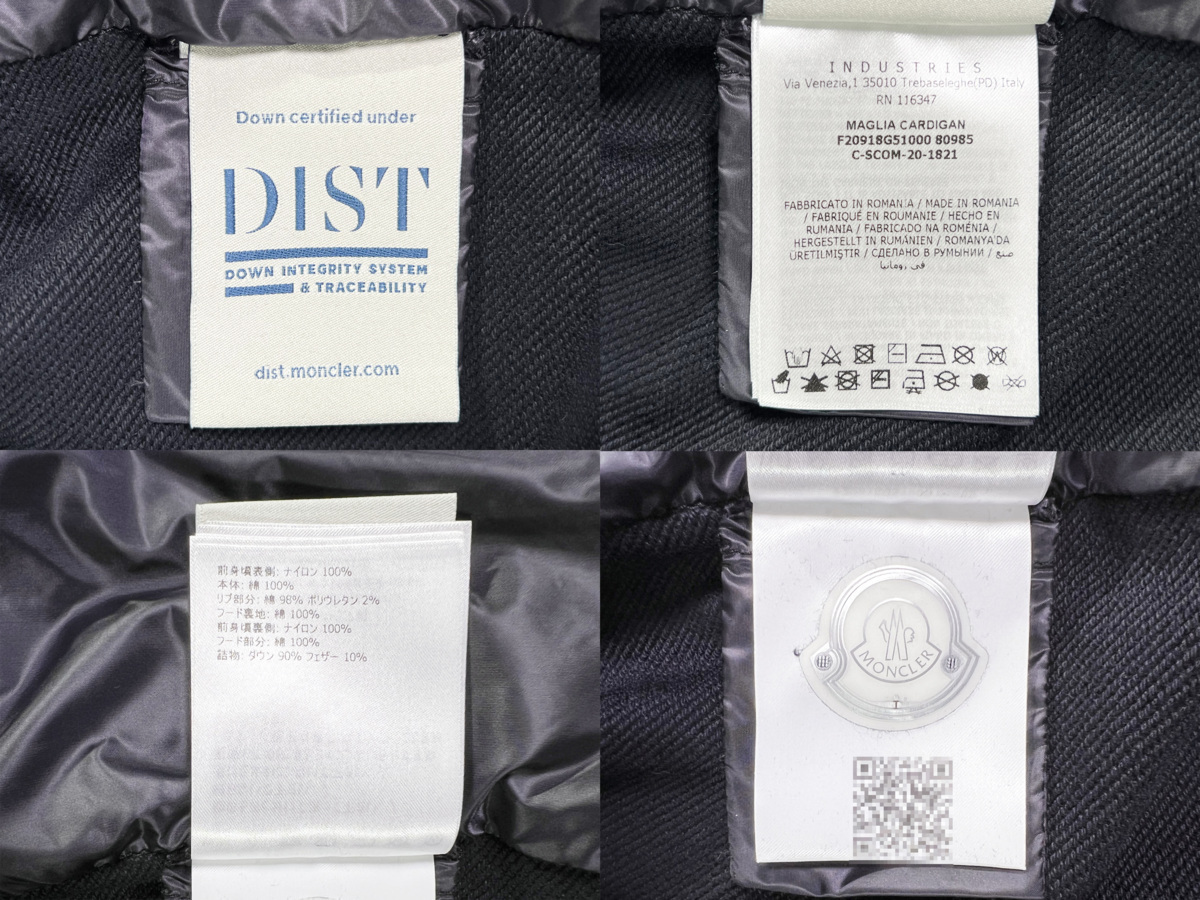 Down certified under
DIST
DOWN INTEGRITY SYSTEM
& TRACEABILITY
dist.moncler.com
INDUSTRIES
Via Venezia,1 35010 Trebaseleghe(PD) Italy
RN 116347
MAGLIA CARDIGAN
F20918G51000 80985
C-SCOM-20-1821
FABBRICATO IN ROMANIA / MADE IN ROMANIA
/ FABRIQUÉ EN ROUMANIE / HECHO EN
RUMANIA / FABRICADO NA ROMÉNIA /
HERGESTELLT IN RUMÄNIEN / ROMANYA'DA
ÜRETILMIŞTIR / СДЕЛАНО В РУМЫНИИ / صنع
في رومانيا
前身頃表側: ナイロン 100%
本体: 綿 100%
リブ部分: 綿 98% ポリウレタン 2%
フード裏地: 綿 100%
前身頃裏側: ナイロン 100%
フード部分: 綿 100%
詰物: ダウン 90% フェザー 10%
MONCLER
I